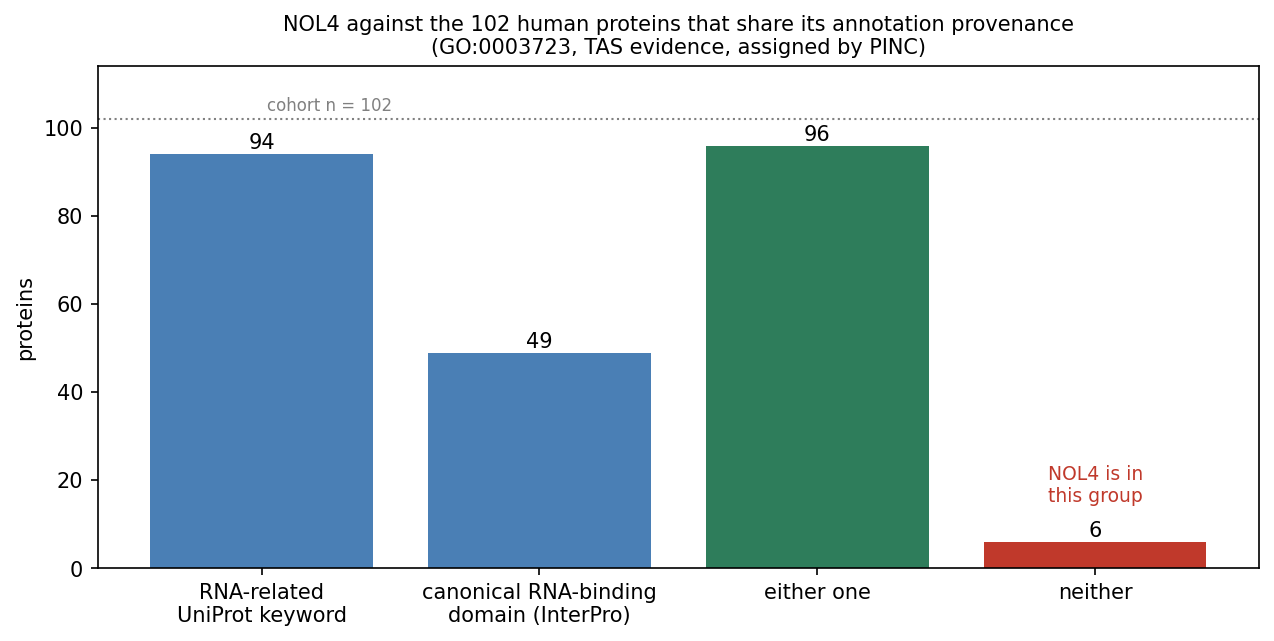 NOL4 against the 102 human proteins that share its annotation provenance
(GO:0003723, TAS evidence, assigned by PINC)
cohort n = 102
94
49
96
6
NOL4 is in
this group
proteins
100
80
60
40
20
0
RNA-related
UniProt keyword
canonical RNA-binding
domain (InterPro)
either one
neither